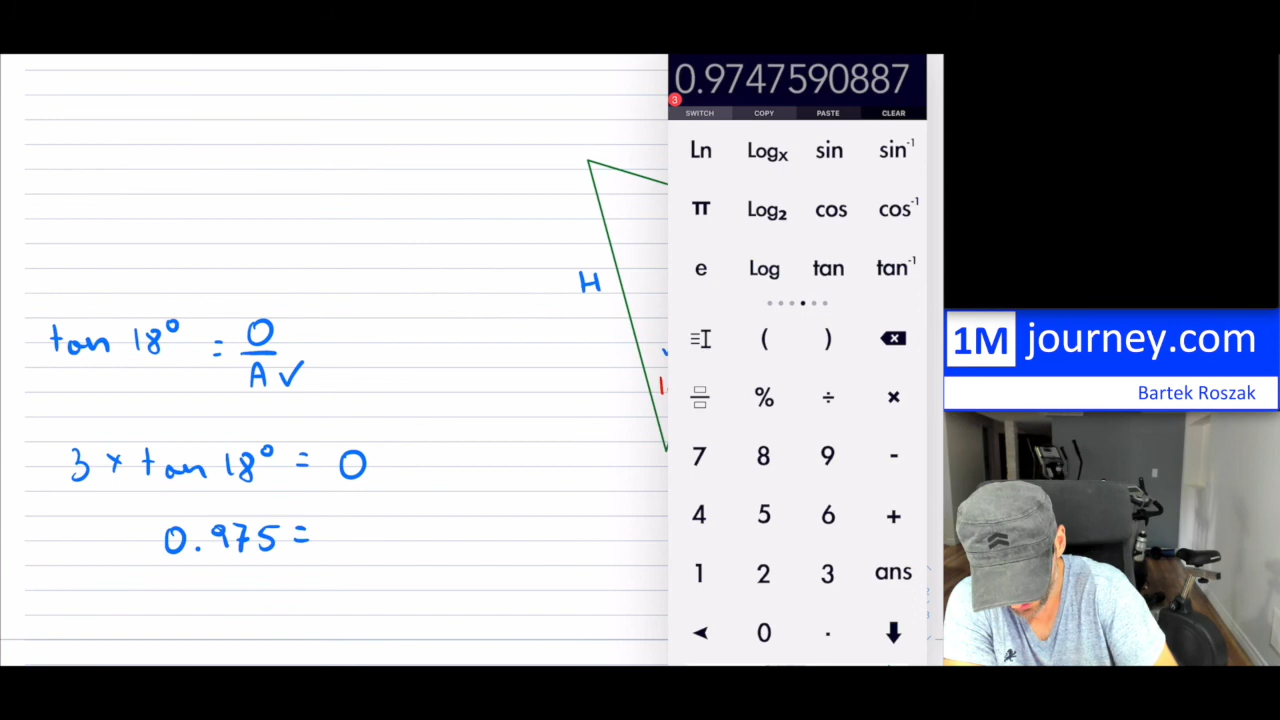 tan 18° = O
A ✓
3 × tan 18° = O
0.975 =
H
0.9747590887
3
SWITCH COPY PASTE CLEAR
Ln Logx sin sin⁻¹
π Log₂ cos cos⁻¹
e Log tan tan⁻¹
( )
% ÷ ×
7 8 9 -
4 5 6 +
1 2 3 ans
0 .
1M journey.com
Bartek Roszak